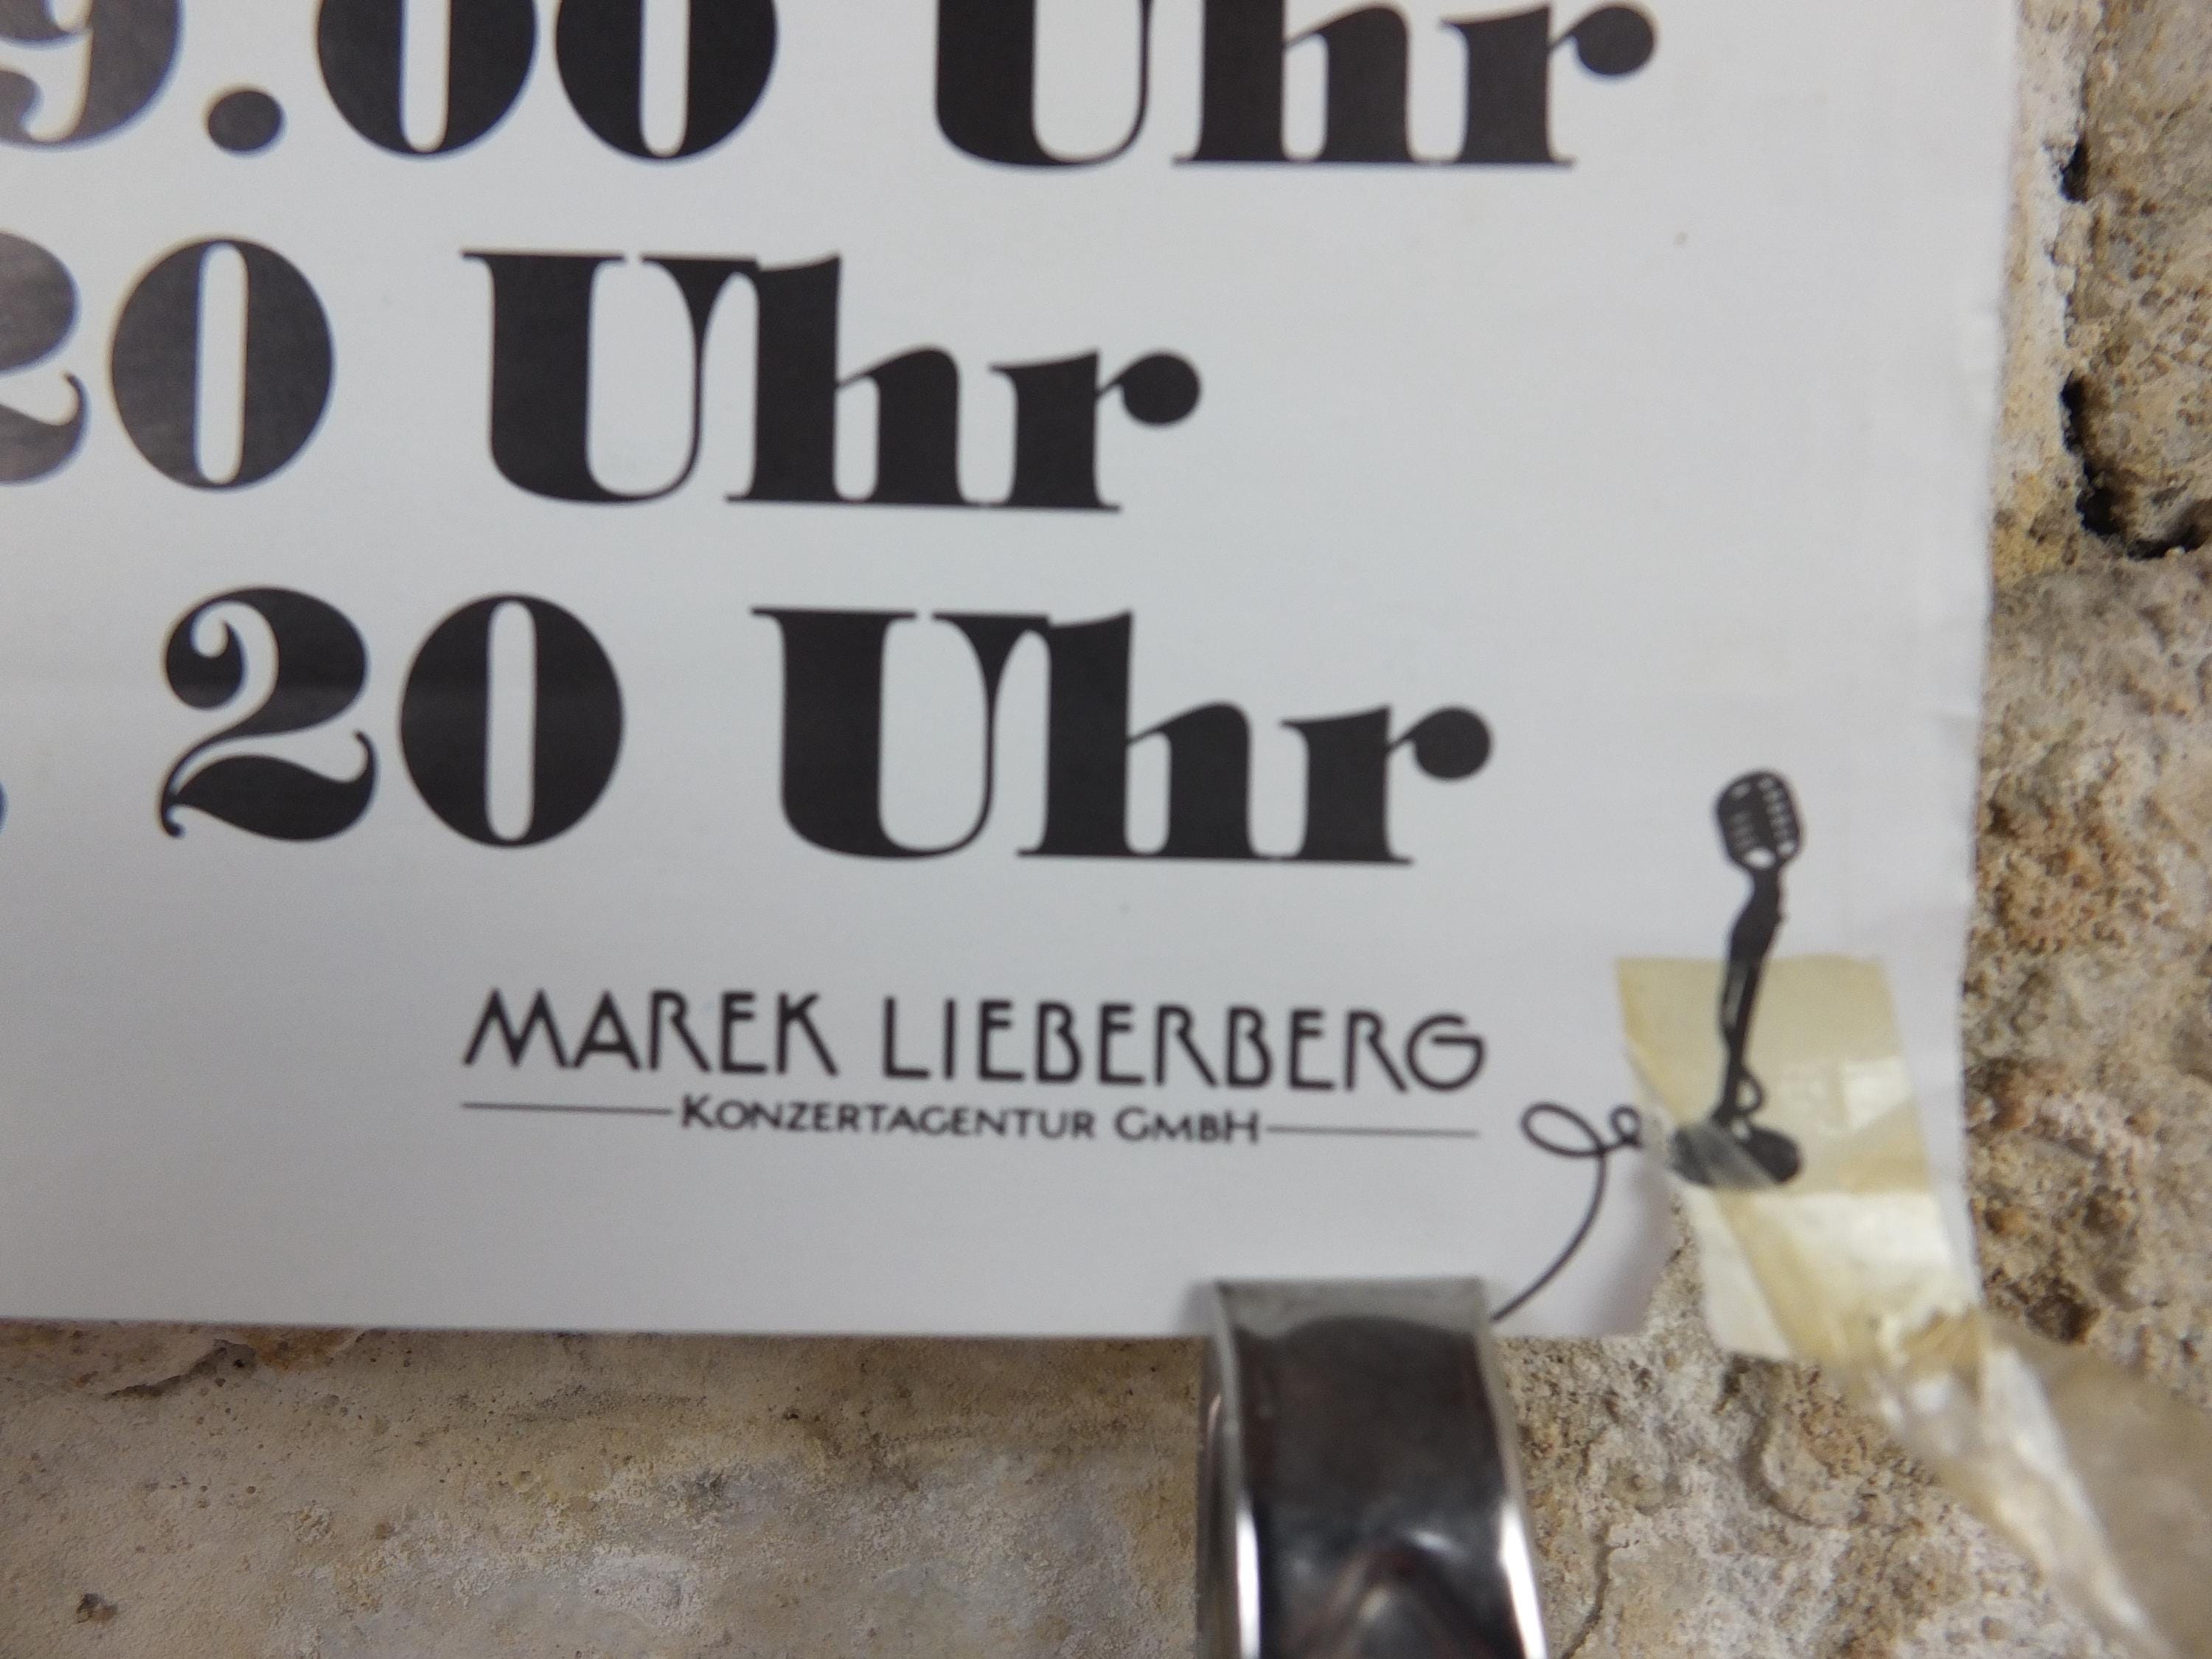 9.00 Uhr
20 Uhr
, 20 Uhr
MAREK LIEBERBERG
KONZERTAGENTUR GMBH